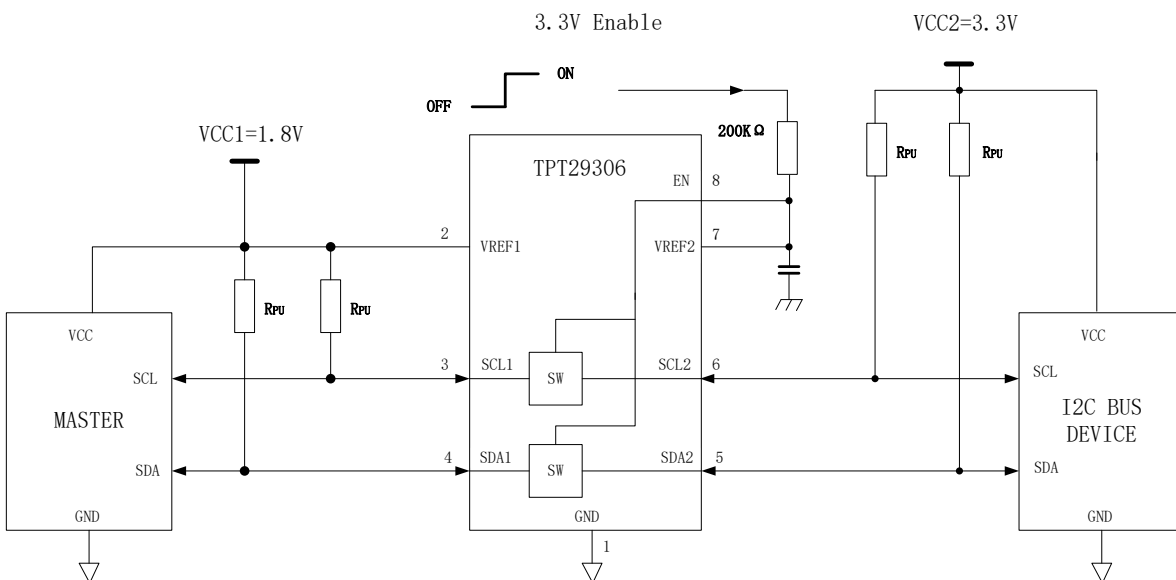 3.3V Enable
VCC2=3.3V
ON
OFF
VCC1=1.8V
200KΩ
RPU
RPU
TPT29306
EN
8
2
VREF1
VREF2
7
RPU
RPU
VCC
VCC
SCL
3
SCL1
SW
SCL2
6
SCL
MASTER
I2C BUS
DEVICE
SDA
4
SDA1
SW
SDA2
5
SDA
GND
GND
1
GND